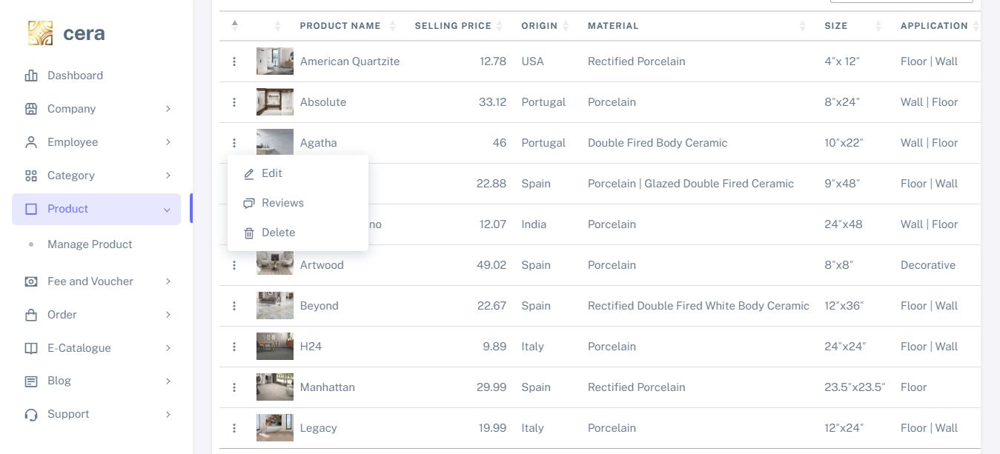 cera
Dashboard
Company
Employee
Category
Product
Manage Product
Fee and Voucher
Order
E-Catalogue
Blog
Support
PRODUCT NAME SELLING PRICE ORIGIN MATERIAL SIZE APPLICATION
American Quartzite 12.78 USA Rectified Porcelain 4"x 12" Floor | Wall
Absolute 33.12 Portugal Porcelain 8"x24" Wall | Floor
Agatha 46 Portugal Double Fired Body Ceramic 10"x22" Wall | Floor
22.88 Spain Porcelain | Glazed Double Fired Ceramic 9"x48" Floor | Wall
no 12.07 India Porcelain 24"x48 Wall | Floor
Edit
Reviews
Delete
Artwood 49.02 Spain Porcelain 8"x8" Decorative
Beyond 22.67 Spain Rectified Double Fired White Body Ceramic 12"x36" Floor | Wall
H24 9.89 Italy Porcelain 24"x24" Floor | Wall
Manhattan 29.99 Spain Rectified Porcelain 23.5"x23.5" Floor
Legacy 19.99 Italy Porcelain 12"x24" Floor | Wall